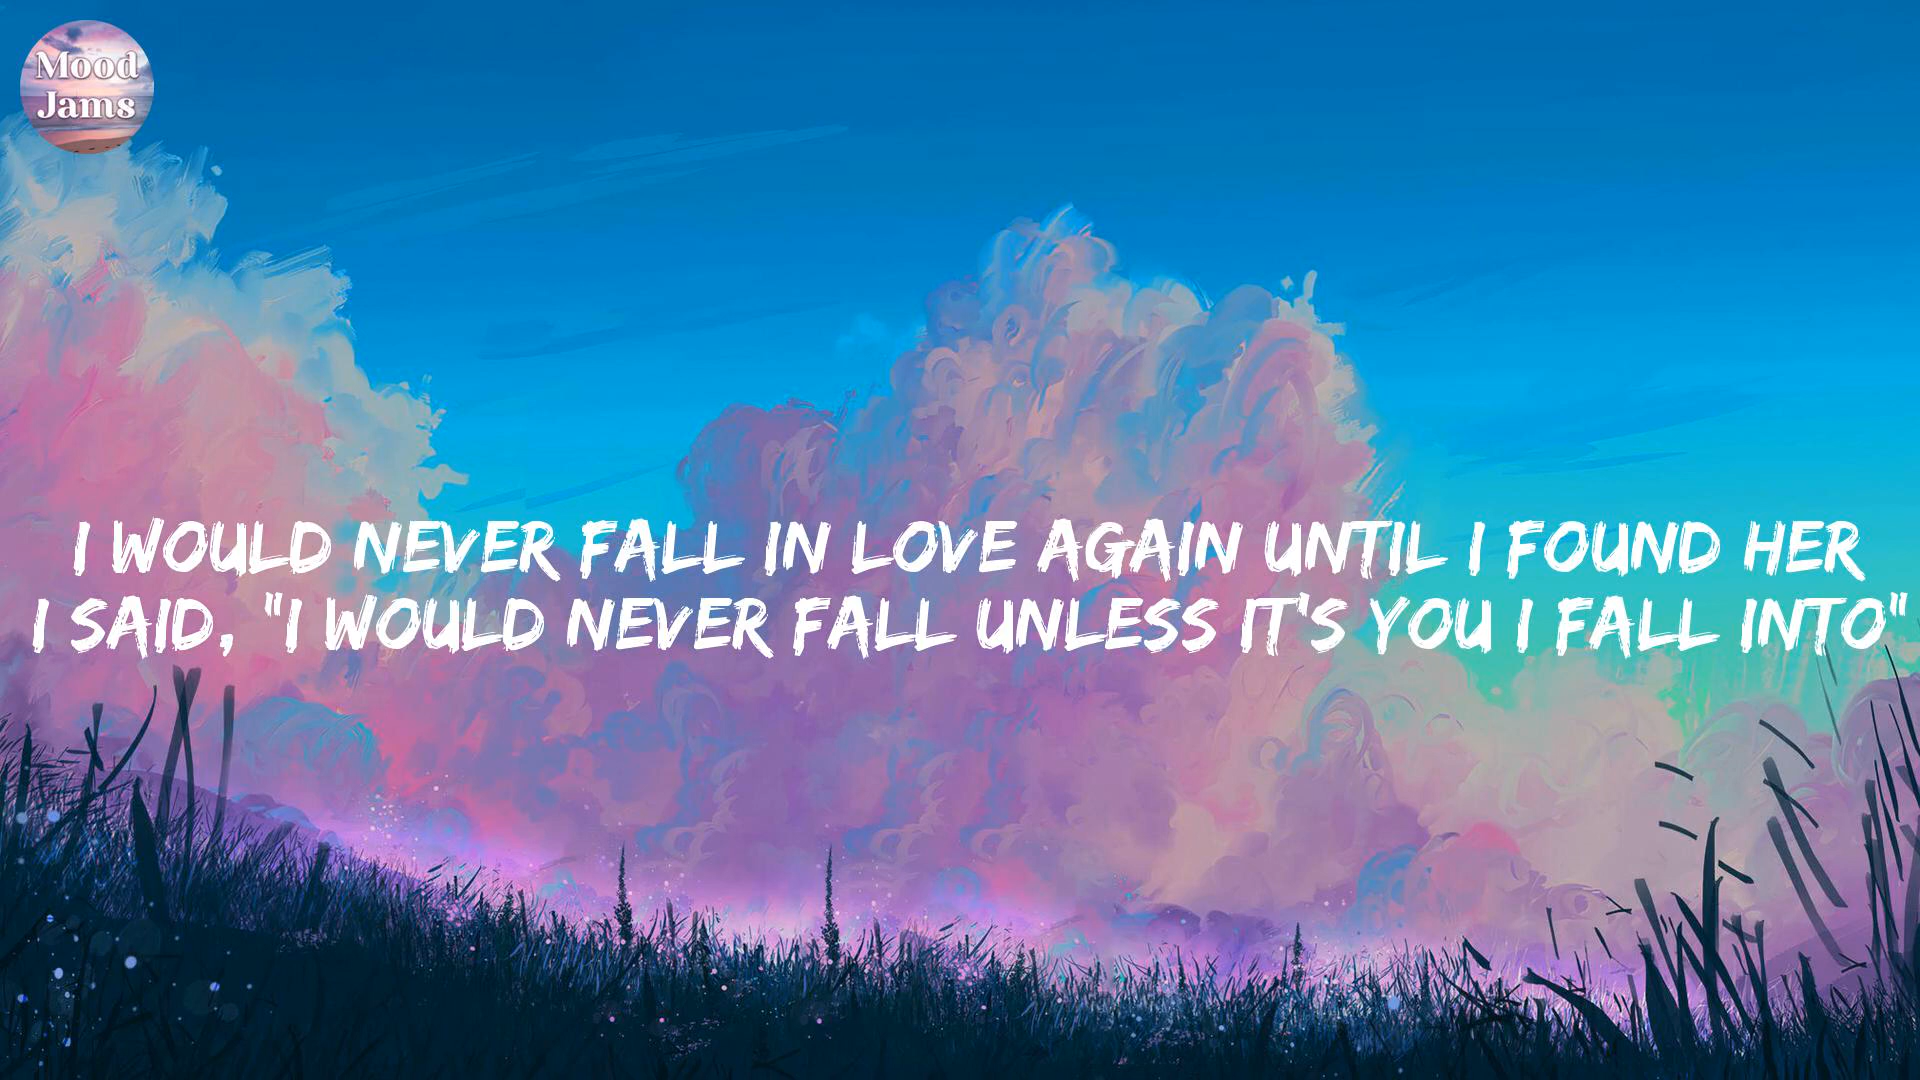 Mood
Jams
I WOULD NEVER FALL IN LOVE AGAIN UNTIL I FOUND HER
I SAID, "I WOULD NEVER FALL UNLESS IT'S YOU I FALL INTO"